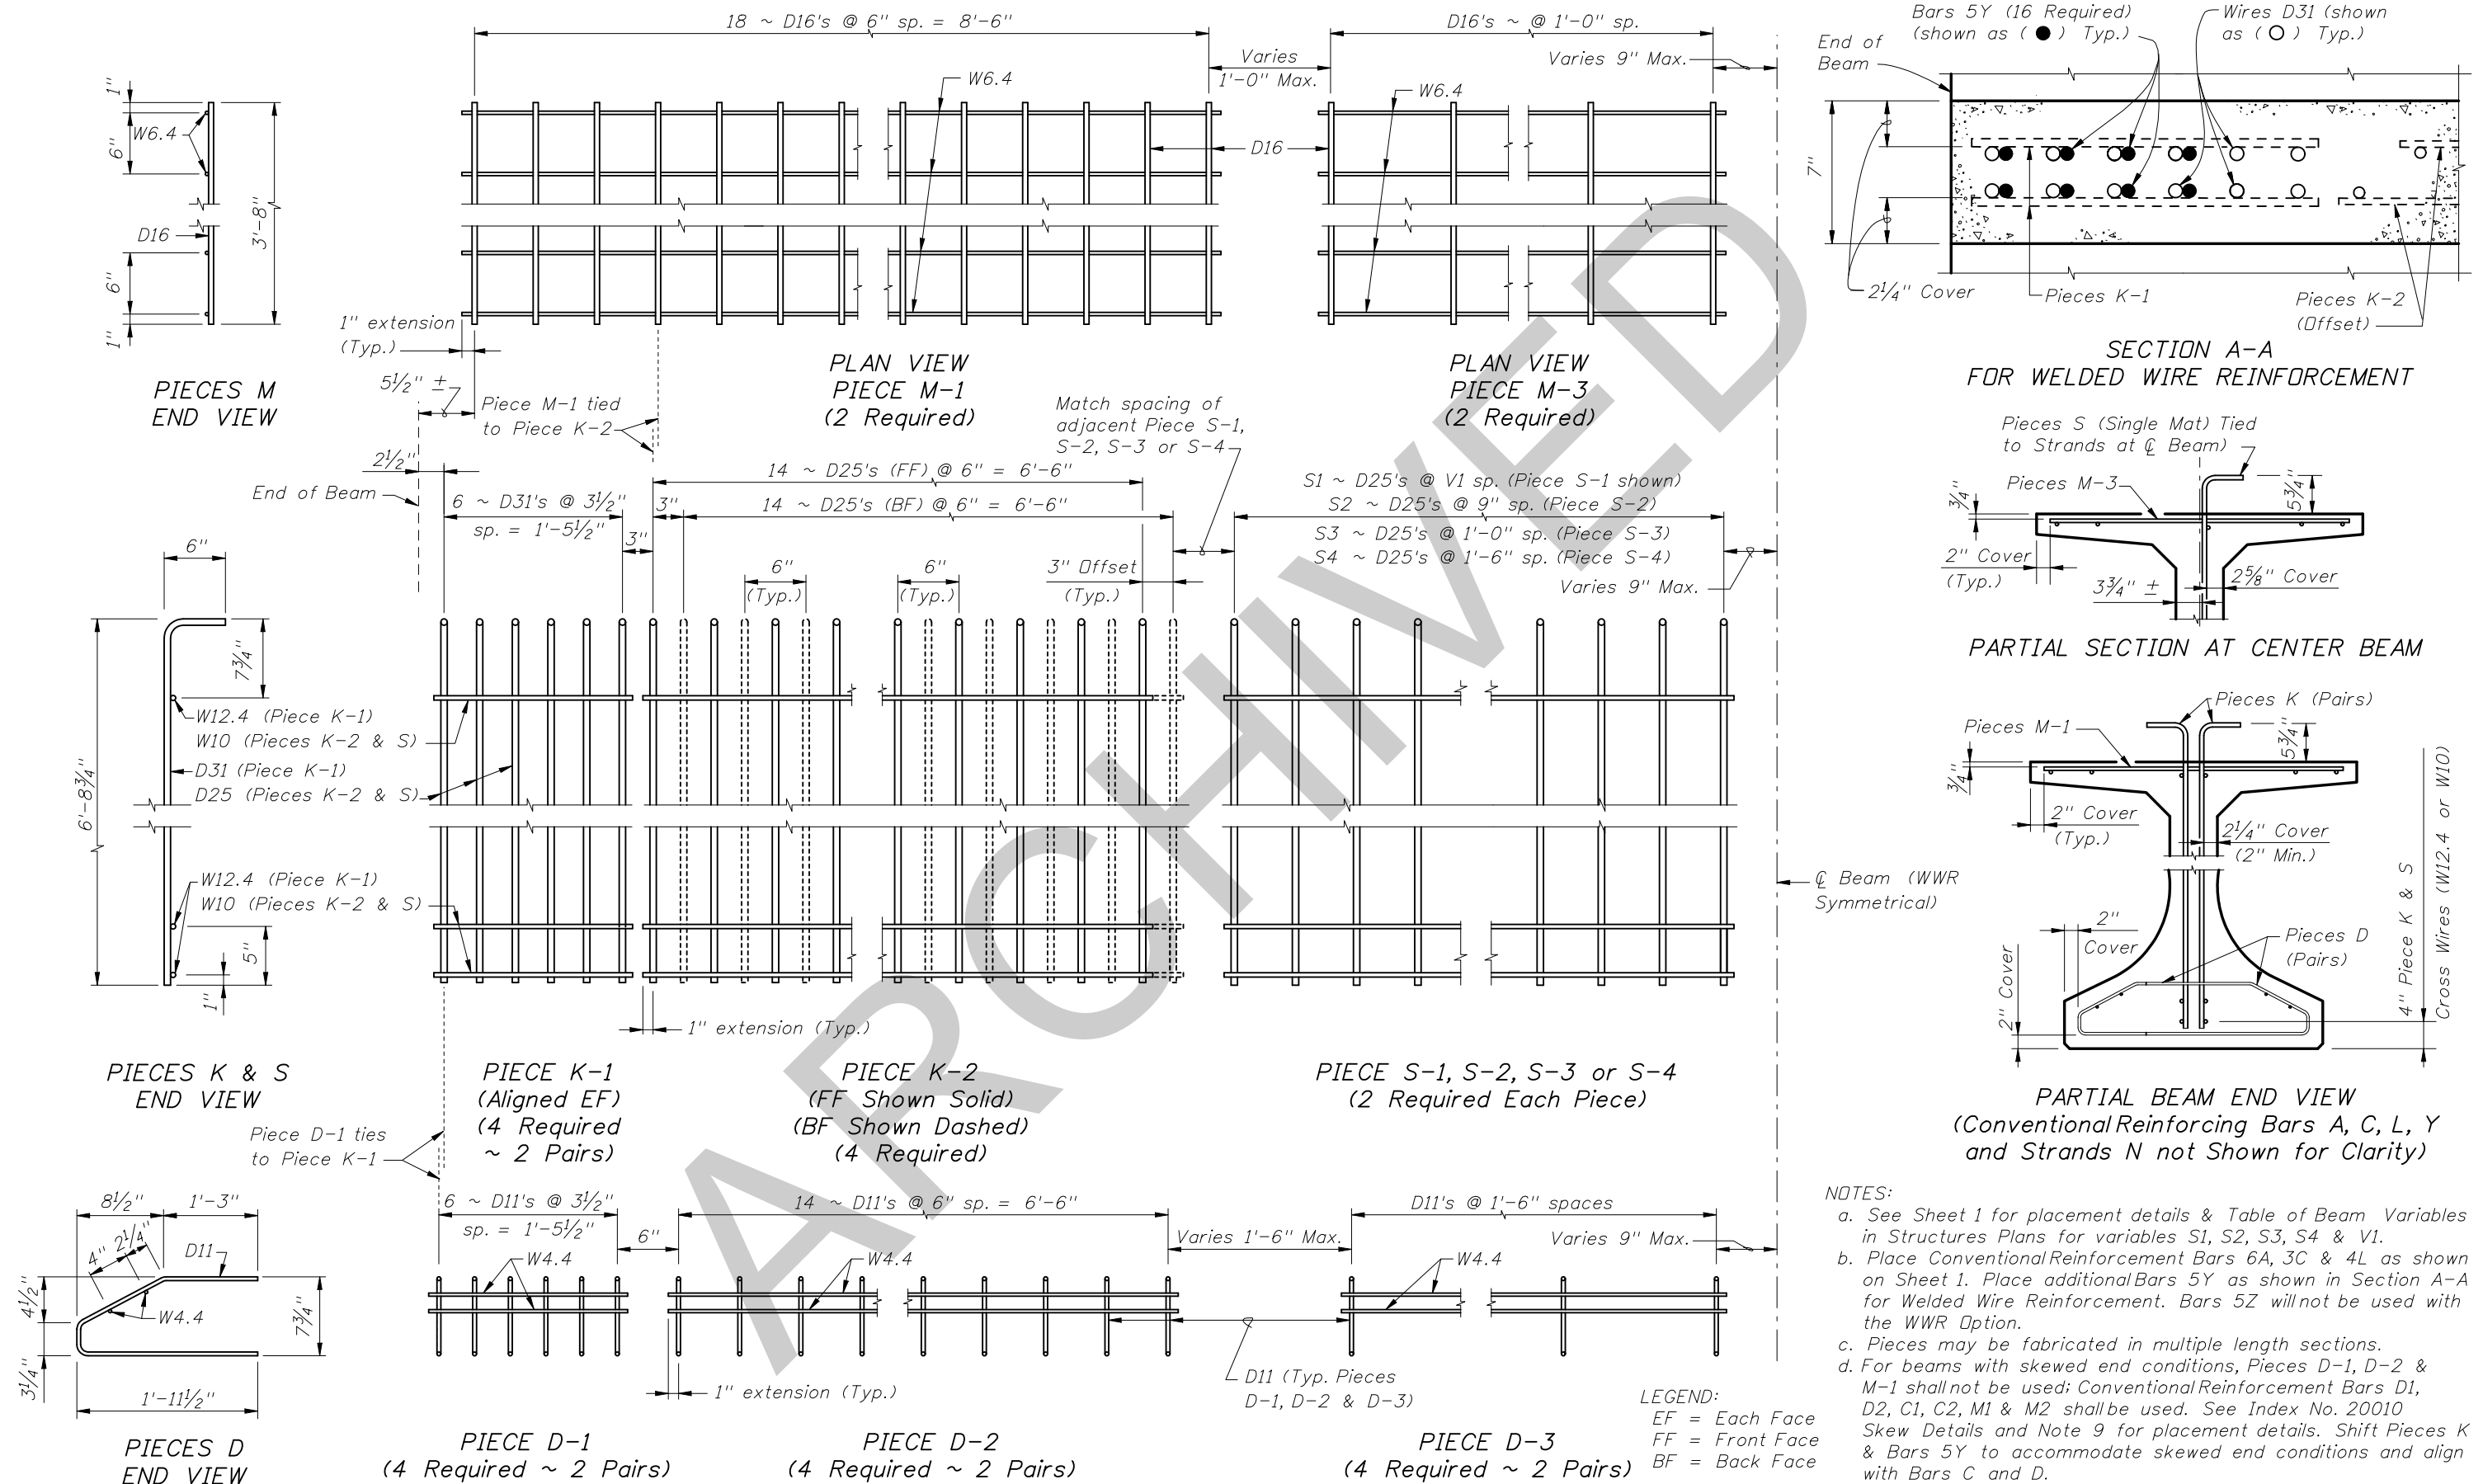 18 ~ D16's @ 6" sp. = 8'-6"
D16's ~ @ 1'-0" sp.
Varies
1'-0" Max.
Varies 9" Max.
W6.4
W6.4
D16
1"
6"
W6.4
D16
6"
1"
3'-8"
1" extension
(Typ.)
PIECES M
END VIEW
PLAN VIEW
PIECE M-1
(2 Required)
PLAN VIEW
PIECE M-3
(2 Required)
Bars 5Y (16 Required)
(shown as (●) Typ.)
Wires D31 (shown
as (○) Typ.)
End of
Beam
7"
2¼" Cover
Pieces K-1
Pieces K-2
(Offset)
SECTION A-A
FOR WELDED WIRE REINFORCEMENT
5½" ±
Piece M-1 tied
to Piece K-2
Match spacing of
adjacent Piece S-1,
S-2, S-3 or S-4
2½"
End of Beam
6 ~ D31's @ 3½"
sp. = 1'-5½"
3"
3"
14 ~ D25's (FF) @ 6" = 6'-6"
14 ~ D25's (BF) @ 6" = 6'-6"
6"
(Typ.)
6"
(Typ.)
3" Offset
(Typ.)
S1 ~ D25's @ V1 sp. (Piece S-1 shown)
S2 ~ D25's @ 9" sp. (Piece S-2)
S3 ~ D25's @ 1'-0" sp. (Piece S-3)
S4 ~ D25's @ 1'-6" sp. (Piece S-4)
Varies 9" Max.
Pieces S (Single Mat) Tied
to Strands at ℄ Beam)
Pieces M-3
¾"
5¾"
2" Cover
(Typ.)
3¾" ±
2⅝" Cover
PARTIAL SECTION AT CENTER BEAM
6"
7¾"
6'-8¾"
W12.4 (Piece K-1)
W10 (Pieces K-2 & S)
D31 (Piece K-1)
D25 (Pieces K-2 & S)
W12.4 (Piece K-1)
W10 (Pieces K-2 & S)
5"
1"
PIECES K & S
END VIEW
1" extension (Typ.)
PIECE K-1
(Aligned EF)
(4 Required
~ 2 Pairs)
PIECE K-2
(FF Shown Solid)
(BF Shown Dashed)
(4 Required)
PIECE S-1, S-2, S-3 or S-4
(2 Required Each Piece)
℄ Beam (WWR
Symmetrical)
Pieces K (Pairs)
Pieces M-1
¾"
5¾"
2" Cover
(Typ.)
2¼" Cover
(2" Min.)
2"
Cover
Pieces D
(Pairs)
2" Cover
4" Piece K & S
Cross Wires (W12.4 or W10)
PARTIAL BEAM END VIEW
(Conventional Reinforcing Bars A, C, L, Y
and Strands N not Shown for Clarity)
Piece D-1 ties
to Piece K-1
8½"
1'-3"
4"
2¼"
D11
W4.4
4½"
3¼"
7¾"
1'-11½"
PIECES D
END VIEW
6 ~ D11's @ 3½"
sp. = 1'-5½"
6"
W4.4
14 ~ D11's @ 6" sp. = 6'-6"
W4.4
Varies 1'-6" Max.
D11's @ 1'-6" spaces
Varies 9" Max.
W4.4
1" extension (Typ.)
D11 (Typ. Pieces
D-1, D-2 & D-3)
PIECE D-1
(4 Required ~ 2 Pairs)
PIECE D-2
(4 Required ~ 2 Pairs)
PIECE D-3
(4 Required ~ 2 Pairs)
LEGEND:
EF = Each Face
FF = Front Face
BF = Back Face
NOTES:
a. See Sheet 1 for placement details & Table of Beam Variables
in Structures Plans for variables S1, S2, S3, S4 & V1.
b. Place Conventional Reinforcement Bars 6A, 3C & 4L as shown
on Sheet 1. Place additional Bars 5Y as shown in Section A-A
for Welded Wire Reinforcement. Bars 5Z will not be used with
the WWR Option.
c. Pieces may be fabricated in multiple length sections.
d. For beams with skewed end conditions, Pieces D-1, D-2 &
M-1 shall not be used; Conventional Reinforcement Bars D1,
D2, C1, C2, M1 & M2 shall be used. See Index No. 20010
Skew Details and Note 9 for placement details. Shift Pieces K
& Bars 5Y to accommodate skewed end conditions and align
with Bars C and D.
ARCHIVED